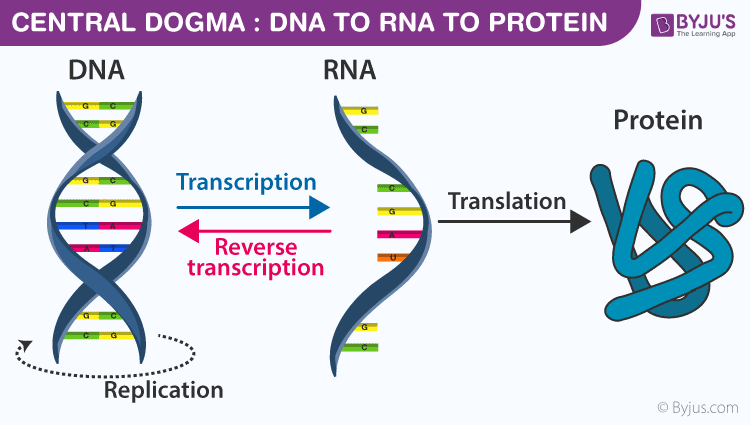 CENTRAL DOGMA : DNA TO RNA TO PROTEIN
BYJU'S
The Learning App
DNA
RNA
Protein
G C
C G
G C
C G
T A
A T
G C
C G
G
C
C
G
A
U
G
C
Transcription
Reverse
transcription
Translation
Replication
© Byjus.com